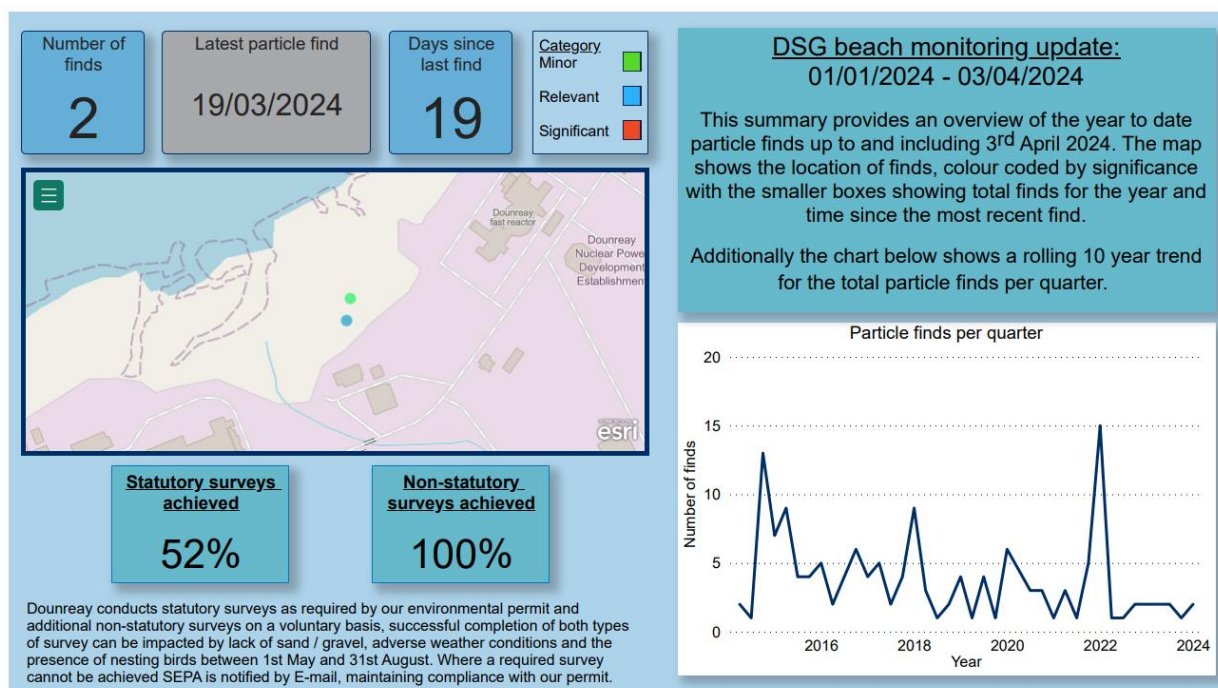 Number of
finds
2
Latest particle find
19/03/2024
Days since
last find
19
Category
Minor
Relevant
Significant
DSG beach monitoring update:
01/01/2024 - 03/04/2024
This summary provides an overview of the year to date
particle finds up to and including 3rd April 2024. The map
shows the location of finds, colour coded by significance
with the smaller boxes showing total finds for the year and
time since the most recent find.
Additionally the chart below shows a rolling 10 year trend
for the total particle finds per quarter.
Dounreay
fast reactor
Dounreay
Nuclear Powe
Development
Establishmen
esri
Statutory surveys
achieved
52%
Non-statutory
surveys achieved
100%
Dounreay conducts statutory surveys as required by our environmental permit and
additional non-statutory surveys on a voluntary basis, successful completion of both types
of survey can be impacted by lack of sand / gravel, adverse weather conditions and the
presence of nesting birds between 1st May and 31st August. Where a required survey
cannot be achieved SEPA is notified by E-mail, maintaining compliance with our permit.
Particle finds per quarter
Number of finds
20
15
10
5
0
2016 2018 2020 2022 2024
Year